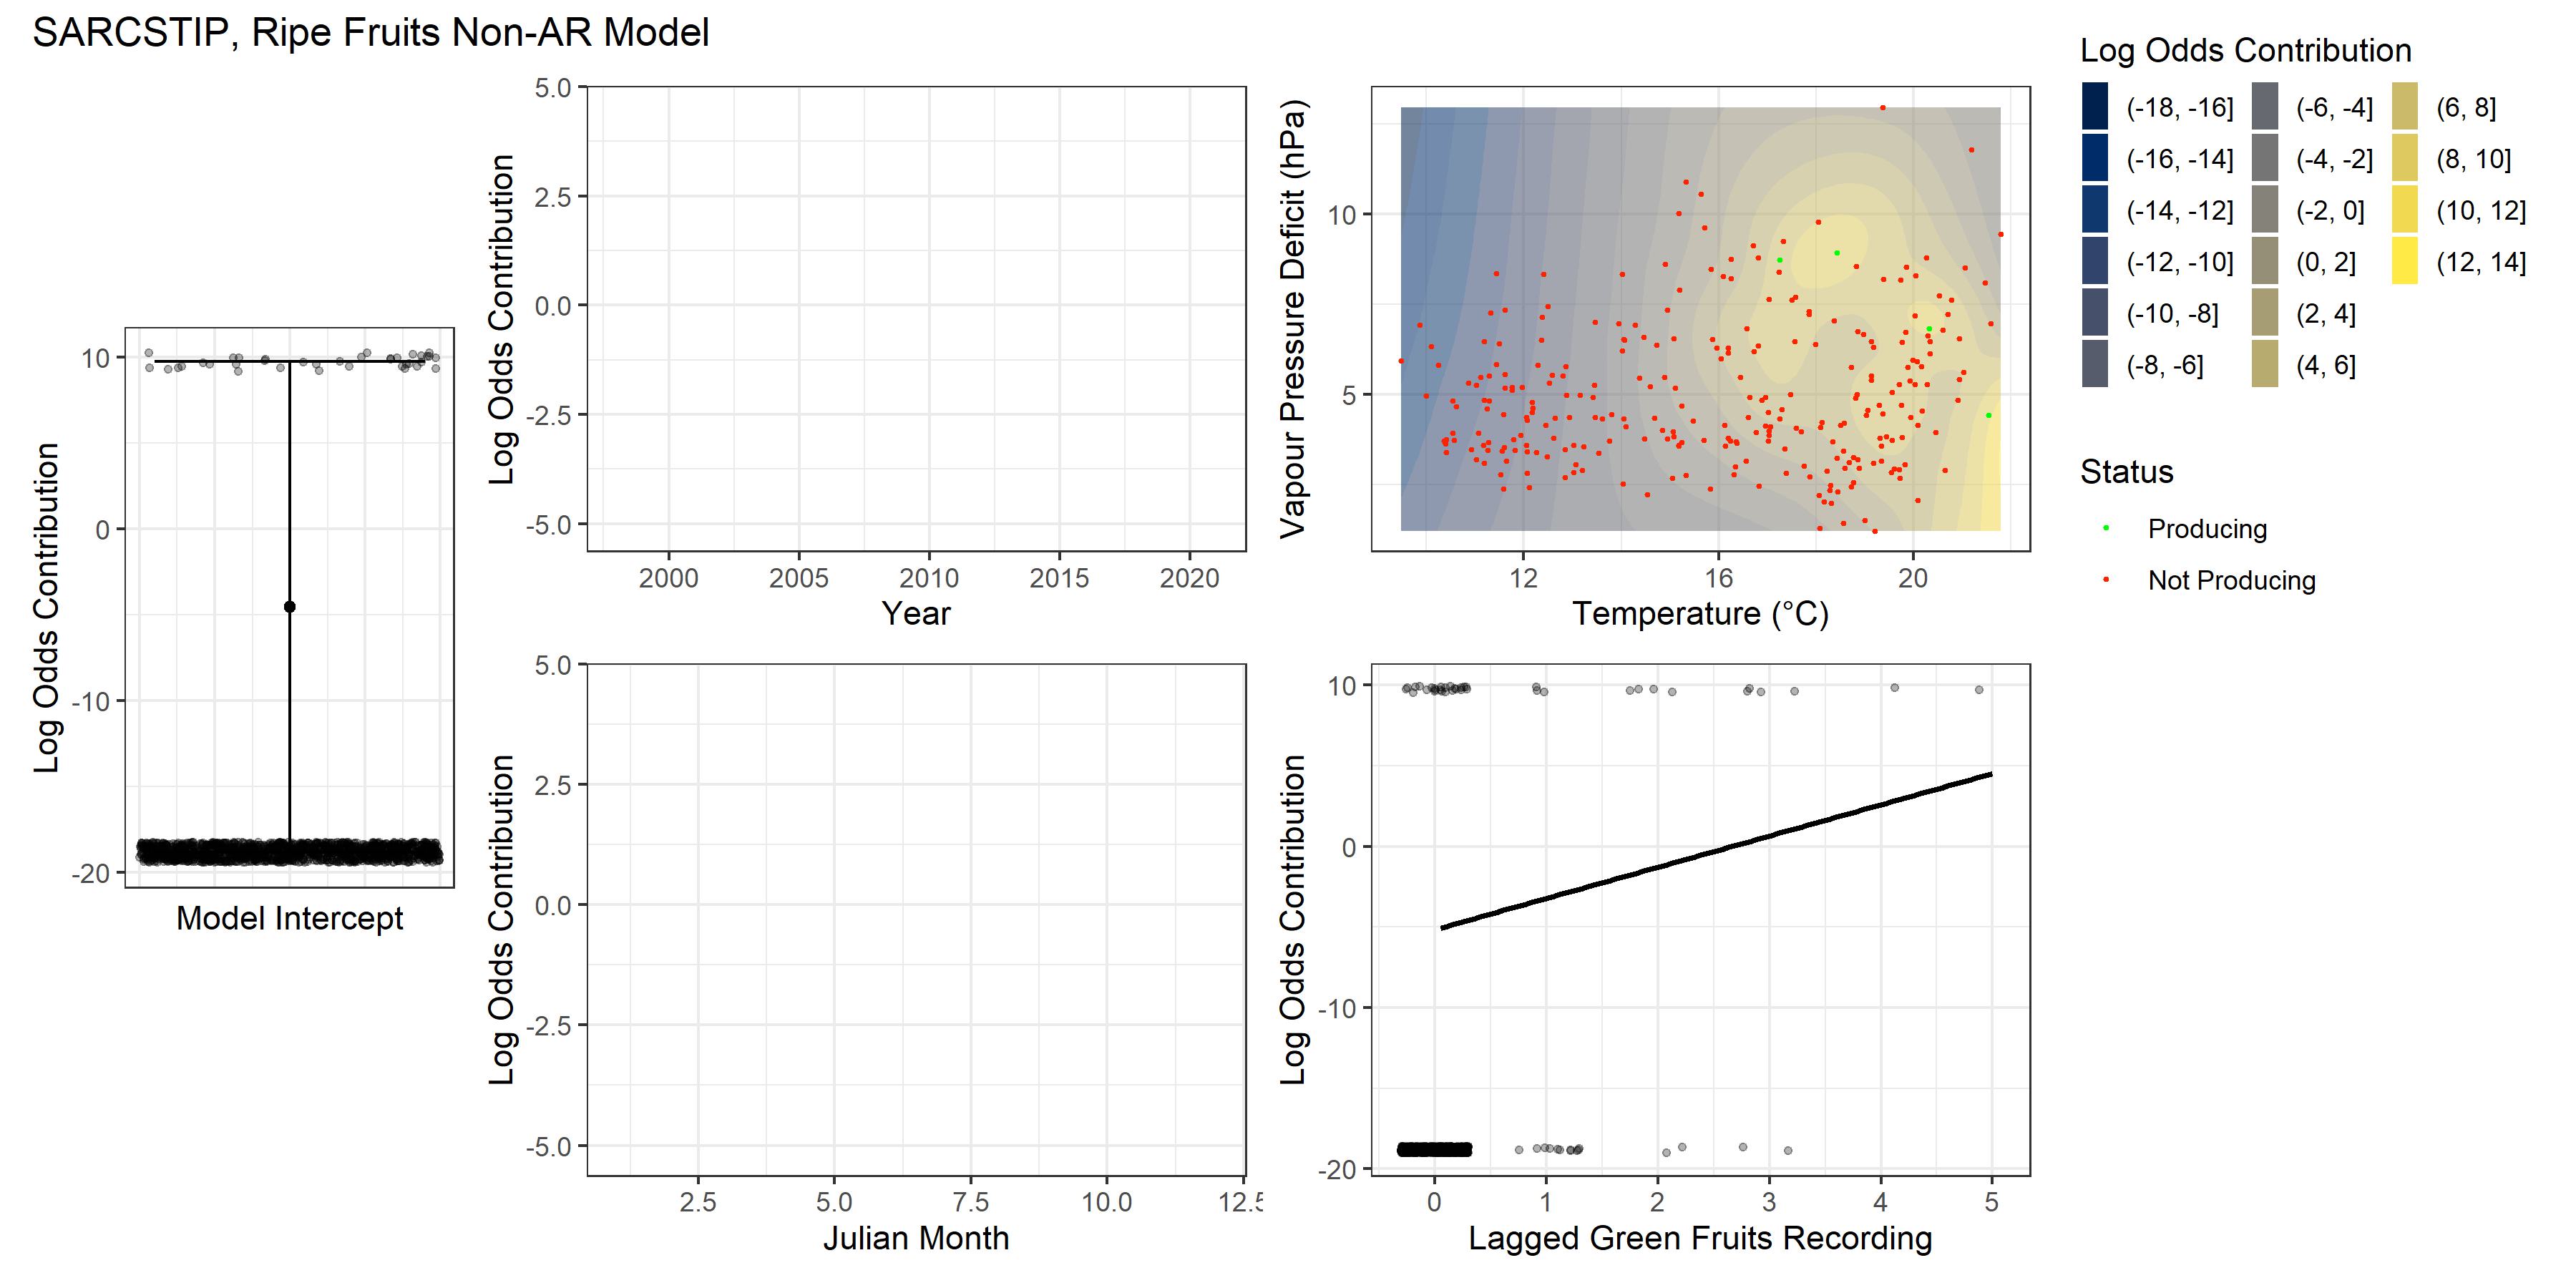 SARCSTIP, Ripe Fruits Non-AR Model
Log Odds Contribution
10
0
-10
-20
Model Intercept
Log Odds Contribution
5.0
2.5
0.0
-2.5
-5.0
2000 2005 2010 2015 2020
Year
Vapour Pressure Deficit (hPa)
10
5
12 16 20
Temperature (°C)
Log Odds Contribution
5.0
2.5
0.0
-2.5
-5.0
2.5 5.0 7.5 10.0 12.5
Julian Month
Log Odds Contribution
10
0
-10
-20
0 1 2 3 4 5
Lagged Green Fruits Recording
Log Odds Contribution
(-18, -16] (-6, -4] (6, 8]
(-16, -14] (-4, -2] (8, 10]
(-14, -12] (-2, 0] (10, 12]
(-12, -10] (0, 2] (12, 14]
(-10, -8] (2, 4]
(-8, -6] (4, 6]
Status
Producing
Not Producing